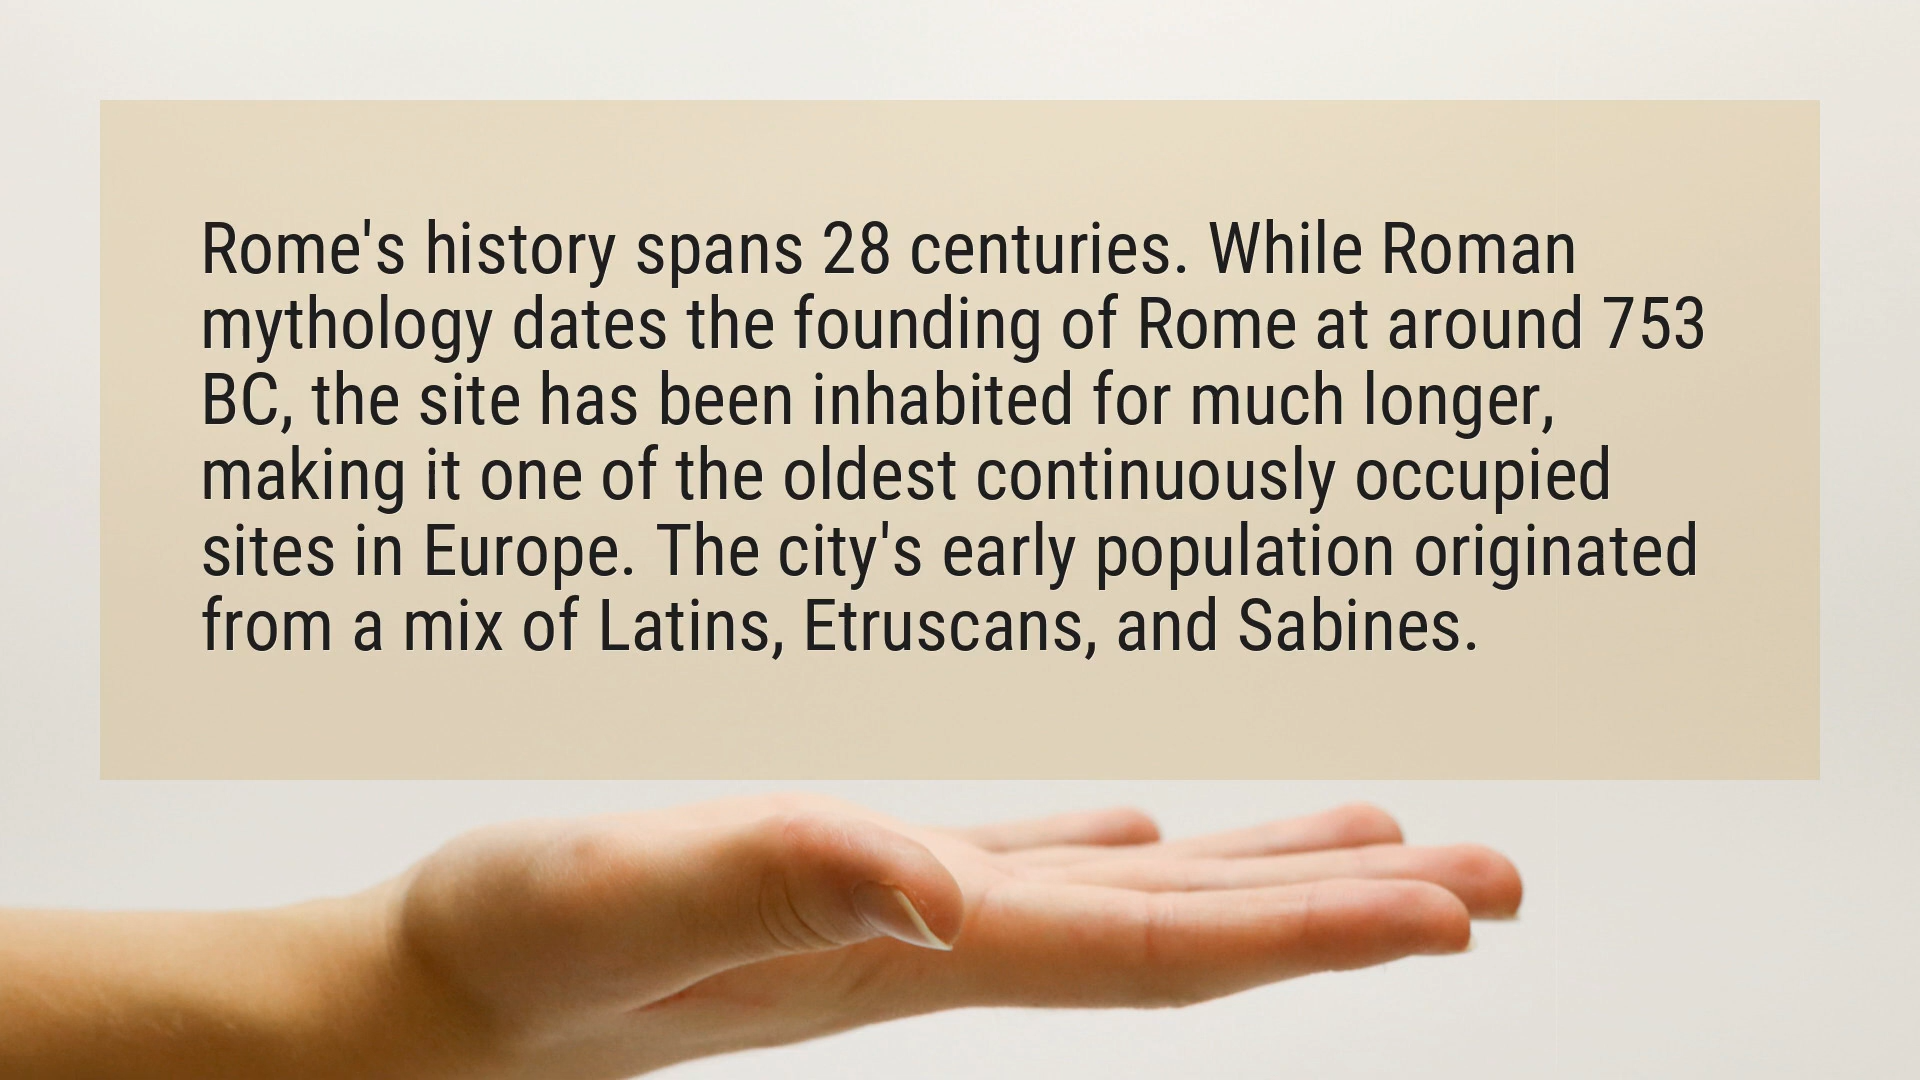 Rome's history spans 28 centuries. While Roman
mythology dates the founding of Rome at around 753
BC, the site has been inhabited for much longer,
making it one of the oldest continuously occupied
sites in Europe. The city's early population originated
from a mix of Latins, Etruscans, and Sabines.